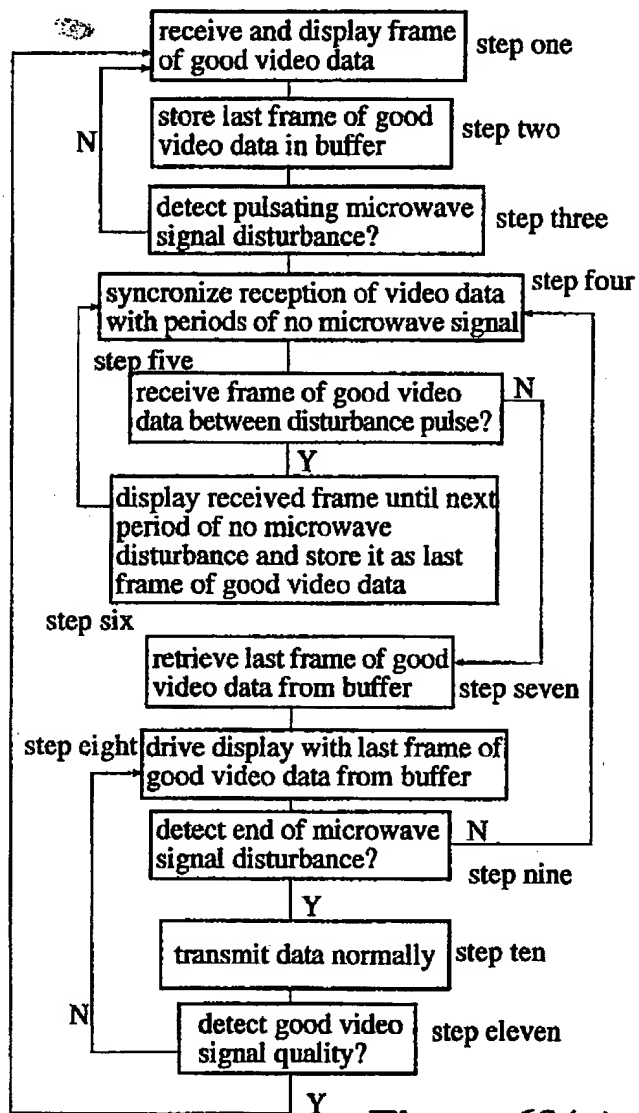 receive and display frame
of good video data
step one
N
store last frame of good
video data in buffer
step two
detect pulsating microwave
signal disturbance?
step three
step four
syncronize reception of video data
with periods of no microwave signal
step five
receive frame of good video
data between disturbance pulse?
N
Y
display received frame until next
period of no microwave
disturbance and store it as last
frame of good video data
step six
retrieve last frame of good
video data from buffer
step seven
step eight
drive display with last frame of
good video data from buffer
detect end of microwave
signal disturbance?
N
step nine
Y
transmit data normally
step ten
N
detect good video
signal quality?
step eleven
Y